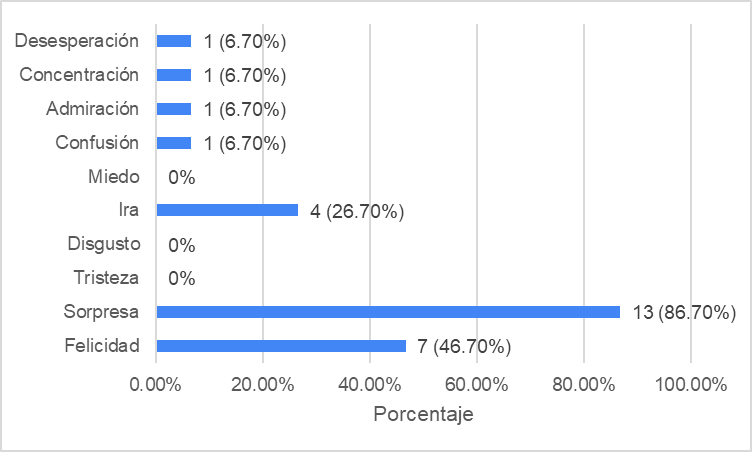 Desesperación 1 (6.70%)
Concentración 1 (6.70%)
Admiración 1 (6.70%)
Confusión 1 (6.70%)
Miedo 0%
Ira 4 (26.70%)
Disgusto 0%
Tristeza 0%
Sorpresa 13 (86.70%)
Felicidad 7 (46.70%)
0.00% 20.00% 40.00% 60.00% 80.00% 100.00%
Porcentaje